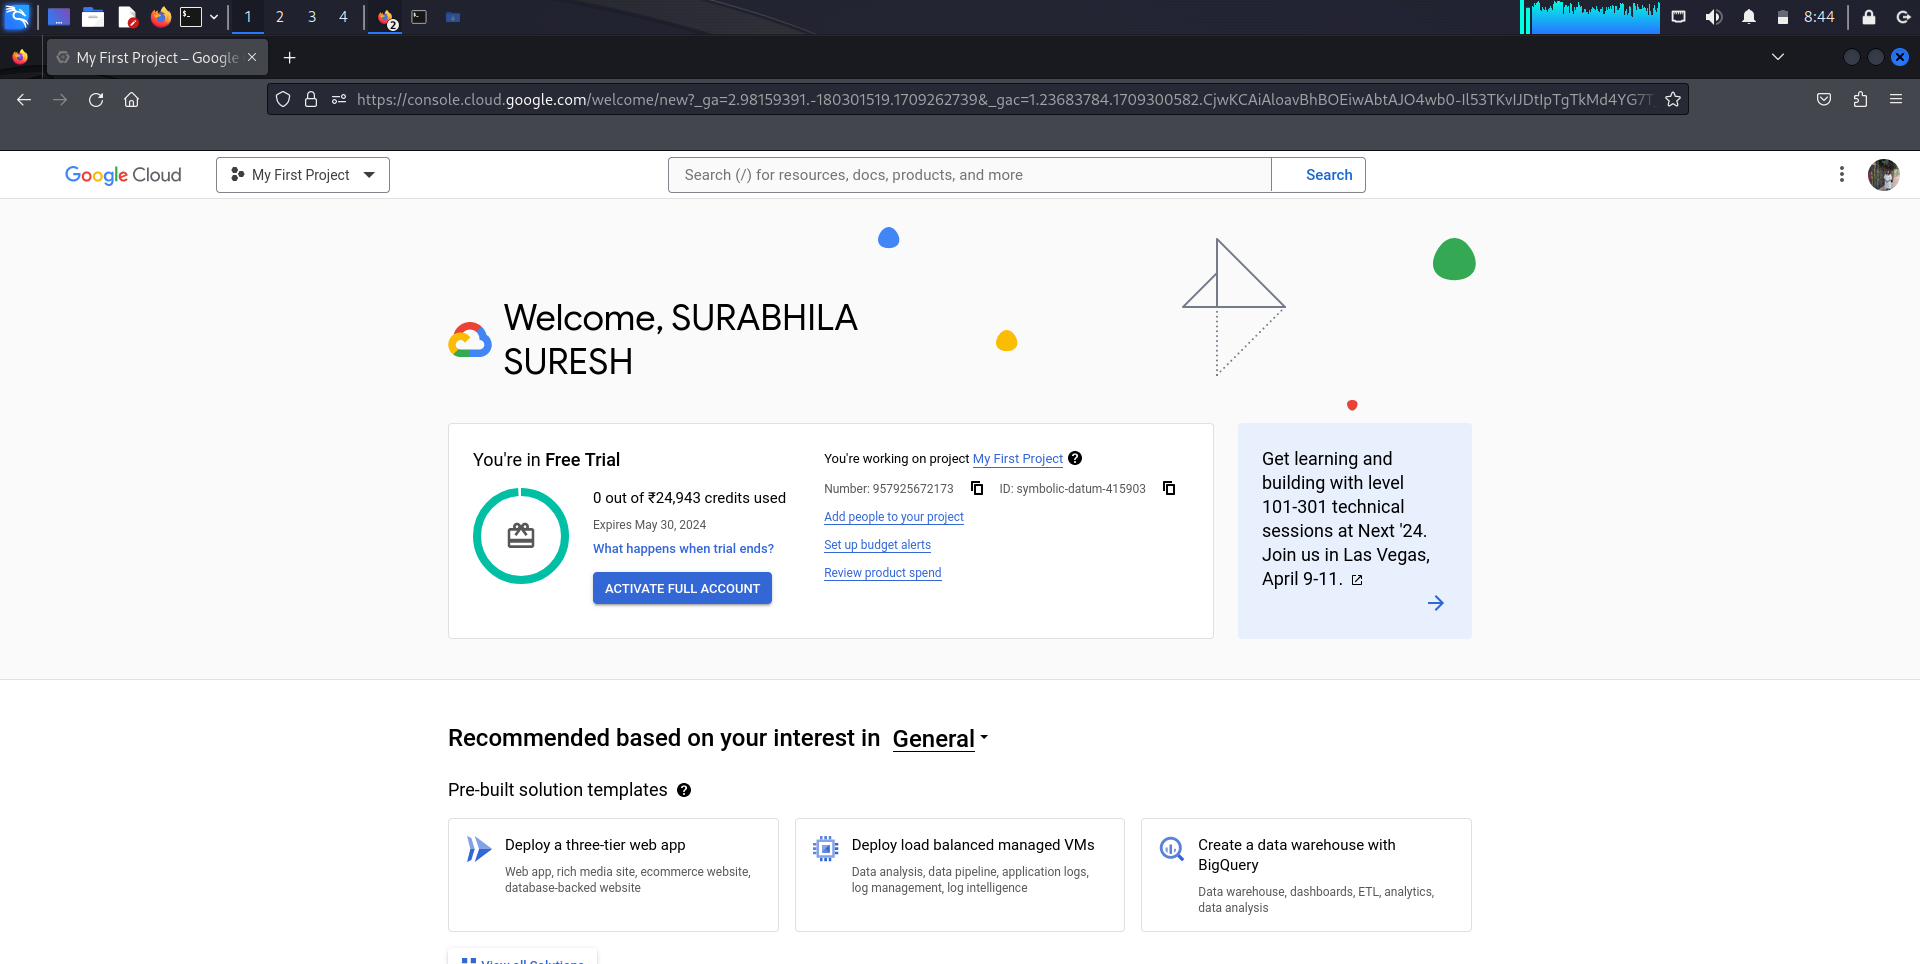 1 2 3 4 2 8:44
My First Project – Google
https://console.cloud.google.com/welcome/new?_ga=2.98159391.-180301519.1709262739&_gac=1.23683784.1709300582.CjwKCAiAloavBhBOEiwAbtAJO4wb0-Il53TKvIJDtIpTgTkMd4YG7T
Google Cloud My First Project Search (/) for resources, docs, products, and more Search
Welcome, SURABHILA
SURESH
You're in Free Trial
0 out of ₹24,943 credits used
Expires May 30, 2024
What happens when trial ends?
ACTIVATE FULL ACCOUNT
You're working on project My First Project
Number: 957925672173 ID: symbolic-datum-415903
Add people to your project
Set up budget alerts
Review product spend
Get learning and
building with level
101-301 technical
sessions at Next '24.
Join us in Las Vegas,
April 9-11.
Recommended based on your interest in General
Pre-built solution templates
Deploy a three-tier web app
Web app, rich media site, ecommerce website,
database-backed website
Deploy load balanced managed VMs
Data analysis, data pipeline, application logs,
log management, log intelligence
Create a data warehouse with
BigQuery
Data warehouse, dashboards, ETL, analytics,
data analysis
View all Solutions